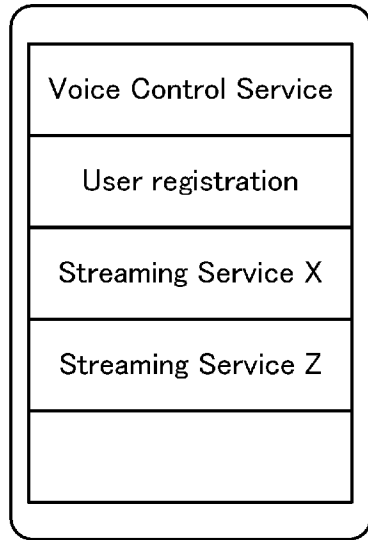 Voice Control Service
User registration
Streaming Service X
Streaming Service Z